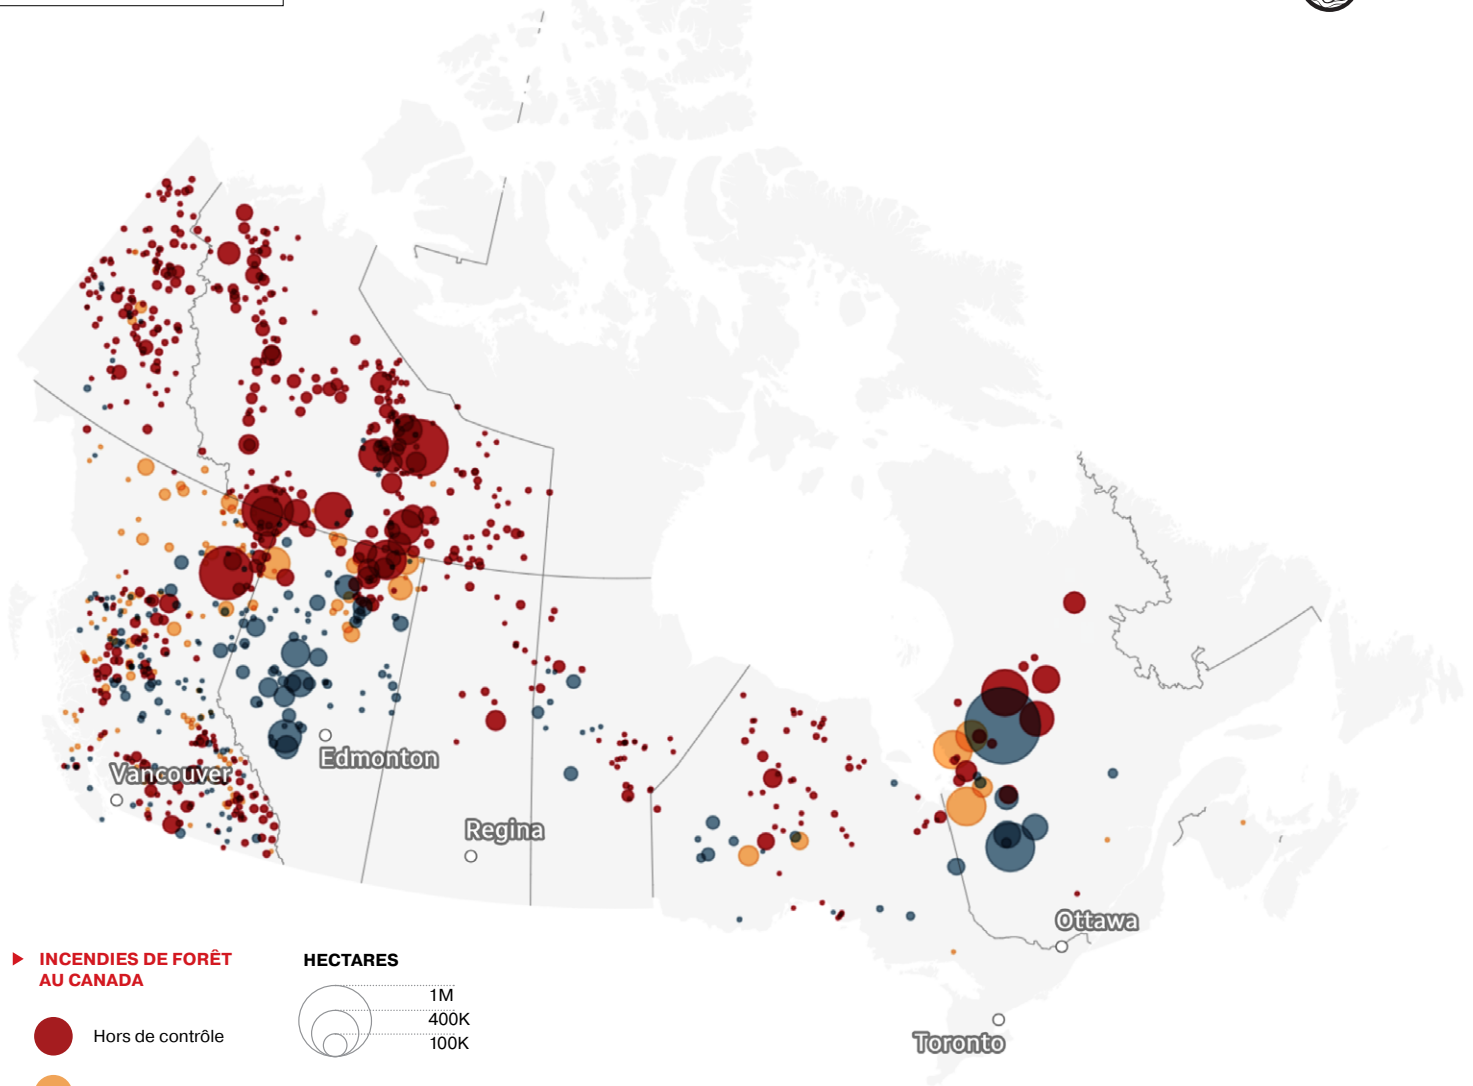 Edmonton
Vancouver
Regina
Ottawa
Toronto
INCENDIES DE FORÊT
AU CANADA
Hors de contrôle
HECTARES
1M
400K
100K